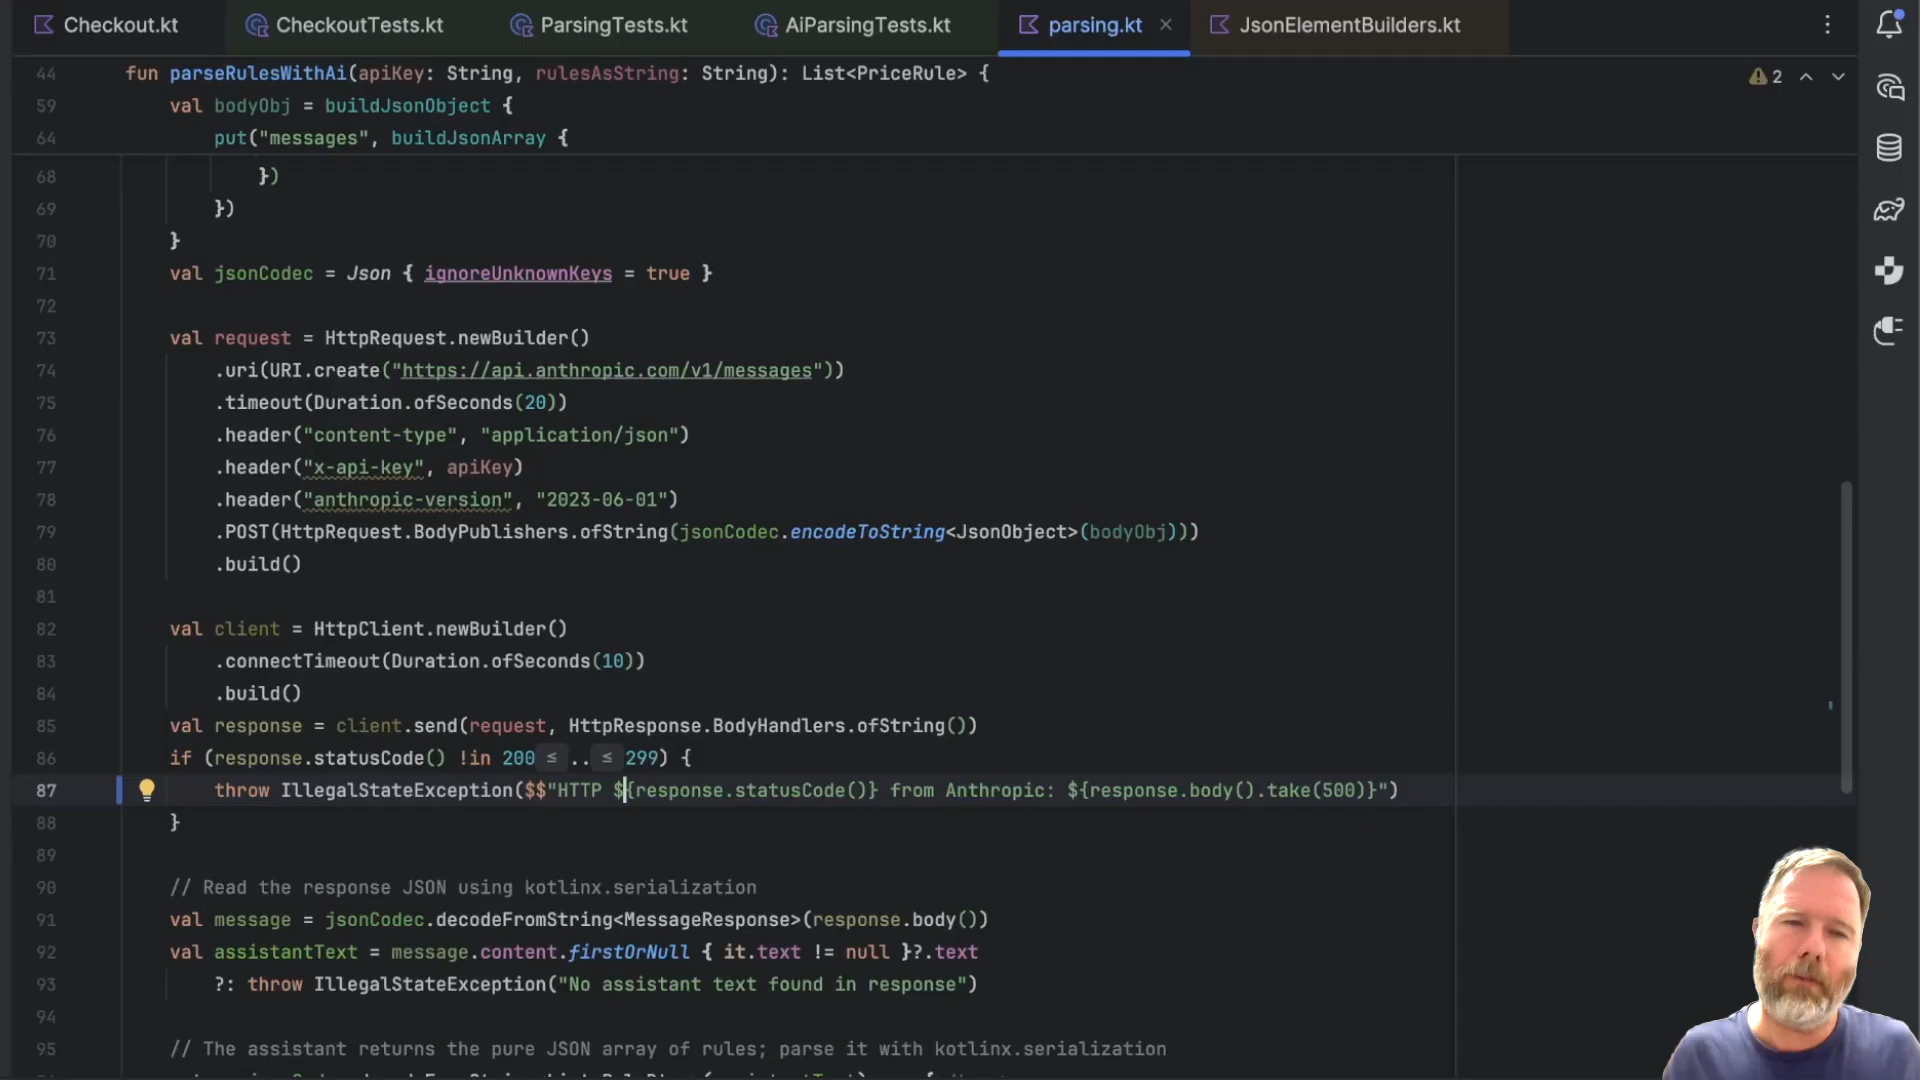 Checkout.kt CheckoutTests.kt ParsingTests.kt AiParsingTests.kt parsing.kt × JsonElementBuilders.kt
44 fun parseRulesWithAi(apiKey: String, rulesAsString: String): List<PriceRule> { 2
59 val bodyObj = buildJsonObject {
64 put("messages", buildJsonArray {
68 })
69 })
70 }
71 val jsonCodec = Json { ignoreUnknownKeys = true }
72
73 val request = HttpRequest.newBuilder()
74 .uri(URI.create("https://api.anthropic.com/v1/messages"))
75 .timeout(Duration.ofSeconds(20))
76 .header("content-type", "application/json")
77 .header("x-api-key", apiKey)
78 .header("anthropic-version", "2023-06-01")
79 .POST(HttpRequest.BodyPublishers.ofString(jsonCodec.encodeToString<JsonObject>(bodyObj)))
80 .build()
81
82 val client = HttpClient.newBuilder()
83 .connectTimeout(Duration.ofSeconds(10))
84 .build()
85 val response = client.send(request, HttpResponse.BodyHandlers.ofString())
86 if (response.statusCode() !in 200 ≤ .. ≤ 299) {
87 throw IllegalStateException($$"HTTP ${response.statusCode()} from Anthropic: ${response.body().take(500)}")
88 }
89
90 // Read the response JSON using kotlinx.serialization
91 val message = jsonCodec.decodeFromString<MessageResponse>(response.body())
92 val assistantText = message.content.firstOrNull { it.text != null }?.text
93 ?: throw IllegalStateException("No assistant text found in response")
94
95 // The assistant returns the pure JSON array of rules; parse it with kotlinx.serialization